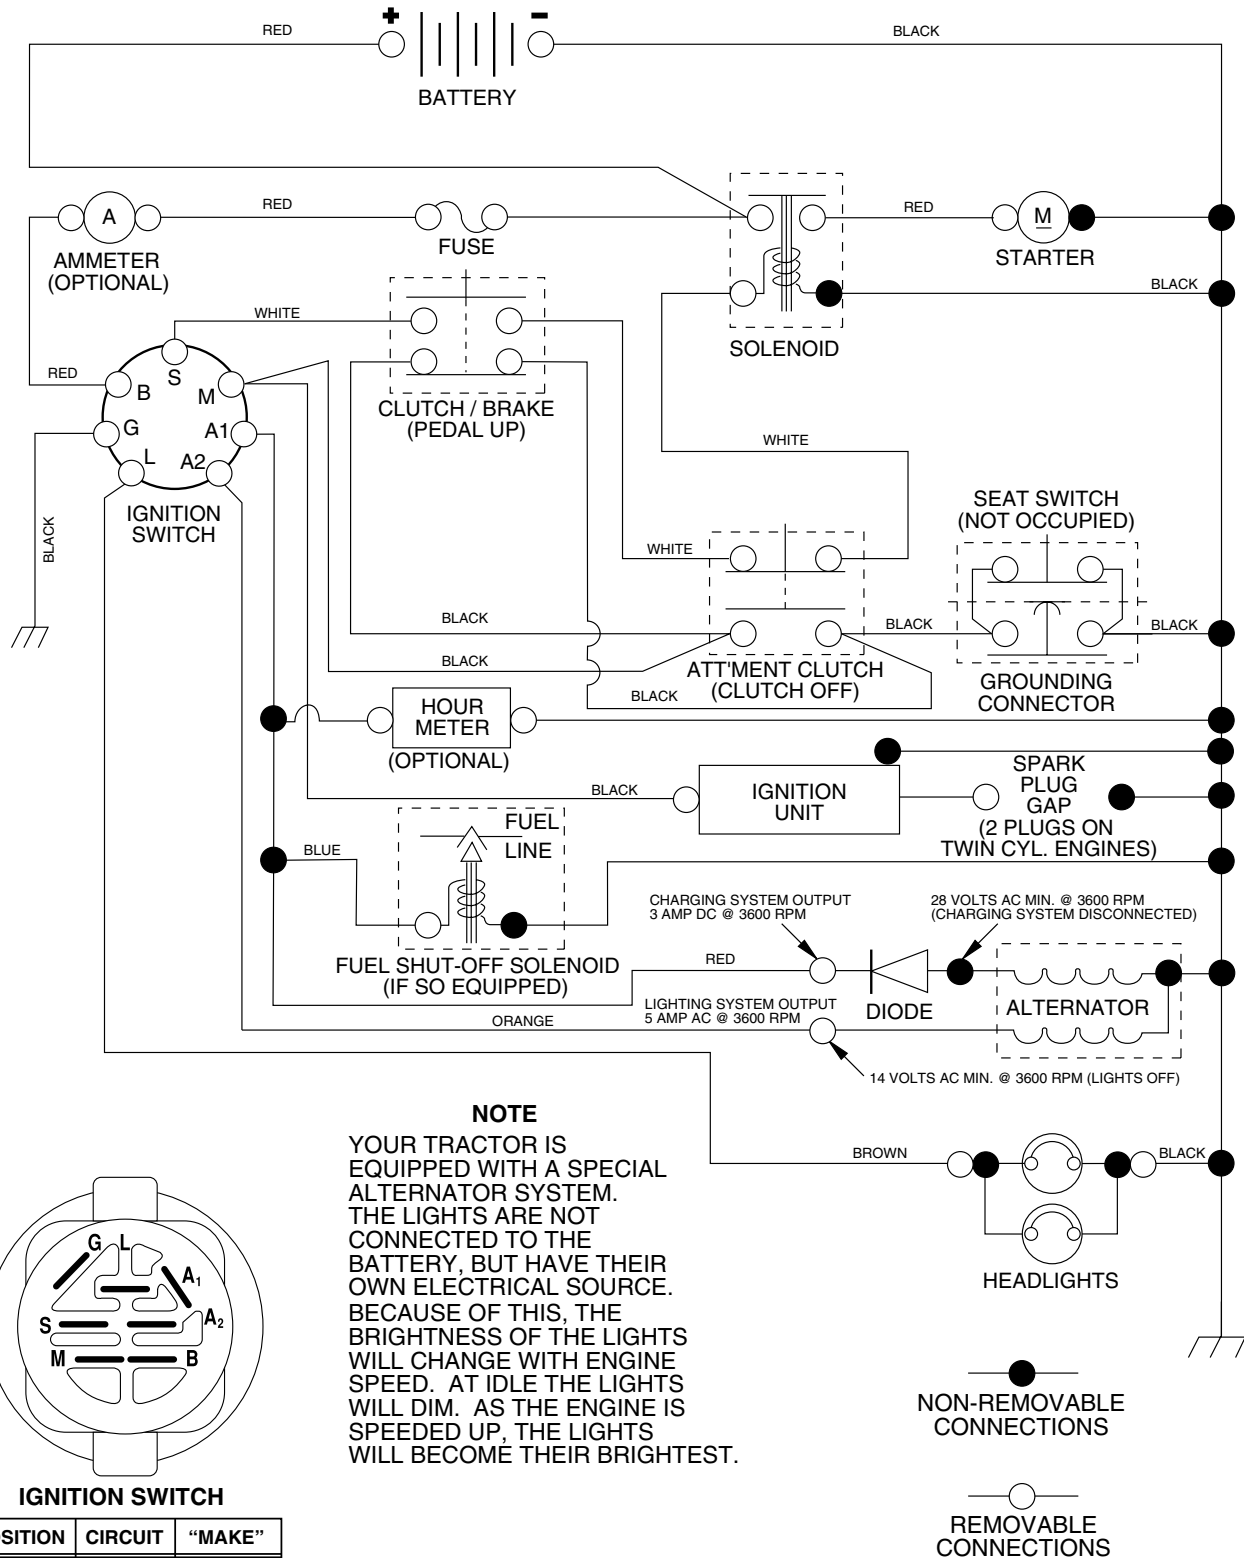 +
−
RED
BLACK
BATTERY
A
RED
RED
M
AMMETER
(OPTIONAL)
FUSE
STARTER
WHITE
BLACK
SOLENOID
RED
S
B
M
G
A1
L
A2
CLUTCH / BRAKE
(PEDAL UP)
IGNITION
SWITCH
BLACK
WHITE
SEAT SWITCH
(NOT OCCUPIED)
WHITE
BLACK
BLACK
BLACK
BLACK
ATT'MENT CLUTCH
(CLUTCH OFF)
BLACK
GROUNDING
CONNECTOR
HOUR
METER
(OPTIONAL)
BLACK
IGNITION
UNIT
SPARK
PLUG
GAP
(2 PLUGS ON
TWIN CYL. ENGINES)
FUEL
LINE
BLUE
CHARGING SYSTEM OUTPUT
3 AMP DC @ 3600 RPM
28 VOLTS AC MIN. @ 3600 RPM
(CHARGING SYSTEM DISCONNECTED)
FUEL SHUT-OFF SOLENOID
(IF SO EQUIPPED)
RED
DIODE
ALTERNATOR
LIGHTING SYSTEM OUTPUT
5 AMP AC @ 3600 RPM
ORANGE
14 VOLTS AC MIN. @ 3600 RPM (LIGHTS OFF)
NOTE
YOUR TRACTOR IS
EQUIPPED WITH A SPECIAL
ALTERNATOR SYSTEM.
THE LIGHTS ARE NOT
CONNECTED TO THE
BATTERY, BUT HAVE THEIR
OWN ELECTRICAL SOURCE.
BECAUSE OF THIS, THE
BRIGHTNESS OF THE LIGHTS
WILL CHANGE WITH ENGINE
SPEED. AT IDLE THE LIGHTS
WILL DIM. AS THE ENGINE IS
SPEEDED UP, THE LIGHTS
WILL BECOME THEIR BRIGHTEST.
BROWN
BLACK
HEADLIGHTS
G L
A1
A2
S
M
B
IGNITION SWITCH
SITION CIRCUIT “MAKE”
NON-REMOVABLE
CONNECTIONS
REMOVABLE
CONNECTIONS